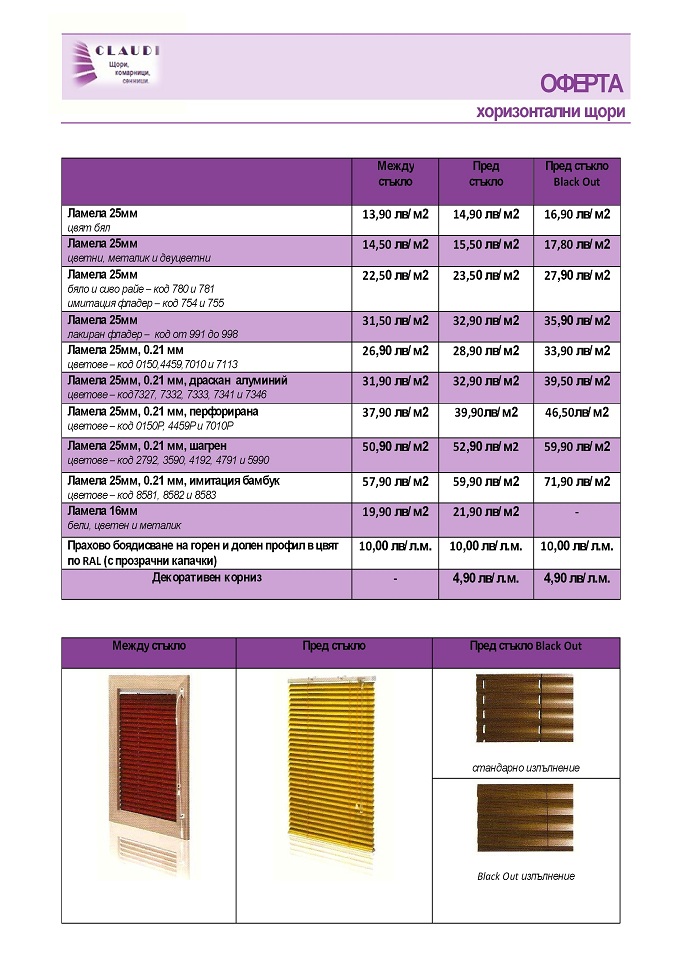 CLAUDI
Щори,
комарници,
сенници.
ОФЕРТА
хоризонтални щори
Между стъкло
Пред стъкло
Пред стъкло Black Out
Ламела 25мм
цвят бял
13,90 лв/м2 14,90 лв/м2 16,90 лв/м2
Ламела 25мм
цветни, металик и двуцветни
14,50 лв/м2 15,50 лв/м2 17,80 лв/м2
Ламела 25мм
бяло и сиво райе – код 780 и 781
имитация фладер – код 754 и 755
22,50 лв/м2 23,50 лв/м2 27,90 лв/м2
Ламела 25мм
лакиран фладер – код от 991 до 998
31,50 лв/м2 32,90 лв/м2 35,90 лв/м2
Ламела 25мм, 0.21 мм
цветове – код 0150,4459,7010 и 7113
26,90 лв/м2 28,90 лв/м2 33,90 лв/м2
Ламела 25мм, 0.21 мм, драскан алуминий
цветове – код7327, 7332, 7333, 7341 и 7346
31,90 лв/м2 32,90 лв/м2 39,50 лв/м2
Ламела 25мм, 0.21 мм, перфорирана
цветове – код 0150P, 4459P и 7010P
37,90 лв/м2 39,90лв/м2 46,50лв/м2
Ламела 25мм, 0.21 мм, шагрен
цветове – код 2792, 3590, 4192, 4791 и 5990
50,90 лв/м2 52,90 лв/м2 59,90 лв/м2
Ламела 25мм, 0.21 мм, имитация бамбук
цветове – код 8581, 8582 и 8583
57,90 лв/м2 59,90 лв/м2 71,90 лв/м2
Ламела 16мм
бели, цветен и металик
19,90 лв/м2 21,90 лв/м2 -
Прахово боядисване на горен и долен профил в цвят
по RAL (с прозрачни капачки)
10,00 лв/л.м. 10,00 лв/л.м. 10,00 лв/л.м.
Декоративен корниз - 4,90 лв/л.м. 4,90 лв/л.м.
Между стъкло Пред стъкло Пред стъкло Black Out
стандарно изпълнение
Black Out изпълнение